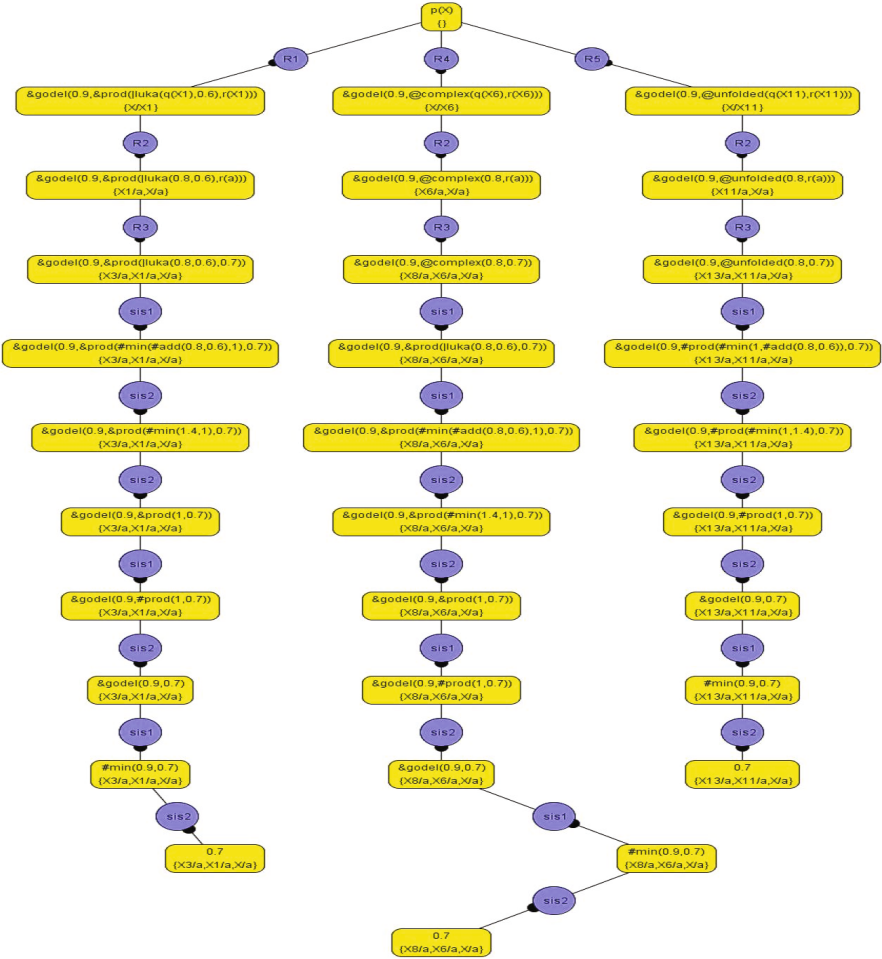 p(X)
{}
R1
R4
R5
&godel(0.9,&prod(|luka(q(X1),0.6),r(X1)))
{X/X1}
&godel(0.9,@complex(q(X6),r(X6)))
{X/X6}
&godel(0.9,@unfolded(q(X11),r(X11)))
{X/X11}
R2
R2
R2
&godel(0.9,&prod(|luka(0.8,0.6),r(a)))
{X1/a,X/a}
&godel(0.9,@complex(0.8,r(a)))
{X6/a,X/a}
&godel(0.9,@unfolded(0.8,r(a)))
{X11/a,X/a}
R3
R3
R3
&godel(0.9,&prod(|luka(0.8,0.6),0.7))
{X3/a,X1/a,X/a}
&godel(0.9,@complex(0.8,0.7))
{X8/a,X6/a,X/a}
&godel(0.9,@unfolded(0.8,0.7))
{X13/a,X11/a,X/a}
sis1
sis1
sis1
&godel(0.9,&prod(#min(#add(0.8,0.6),1),0.7))
{X3/a,X1/a,X/a}
&godel(0.9,&prod(|luka(0.8,0.6),0.7))
{X8/a,X6/a,X/a}
&godel(0.9,#prod(#min(1,#add(0.8,0.6)),0.7))
{X13/a,X11/a,X/a}
sis2
sis1
sis2
&godel(0.9,&prod(#min(1.4,1),0.7))
{X3/a,X1/a,X/a}
&godel(0.9,&prod(#min(#add(0.8,0.6),1),0.7))
{X8/a,X6/a,X/a}
&godel(0.9,#prod(#min(1,1.4),0.7))
{X13/a,X11/a,X/a}
sis2
sis2
sis2
&godel(0.9,&prod(1,0.7))
{X3/a,X1/a,X/a}
&godel(0.9,&prod(#min(1.4,1),0.7))
{X8/a,X6/a,X/a}
&godel(0.9,#prod(1,0.7))
{X13/a,X11/a,X/a}
sis1
sis2
sis2
&godel(0.9,#prod(1,0.7))
{X3/a,X1/a,X/a}
&godel(0.9,&prod(1,0.7))
{X8/a,X6/a,X/a}
&godel(0.9,0.7)
{X13/a,X11/a,X/a}
sis2
sis1
sis1
&godel(0.9,0.7)
{X3/a,X1/a,X/a}
&godel(0.9,#prod(1,0.7))
{X8/a,X6/a,X/a}
#min(0.9,0.7)
{X13/a,X11/a,X/a}
sis1
sis2
sis2
#min(0.9,0.7)
{X3/a,X1/a,X/a}
&godel(0.9,0.7)
{X8/a,X6/a,X/a}
0.7
{X13/a,X11/a,X/a}
sis2
sis1
0.7
{X3/a,X1/a,X/a}
#min(0.9,0.7)
{X8/a,X6/a,X/a}
sis2
0.7
{X8/a,X6/a,X/a}